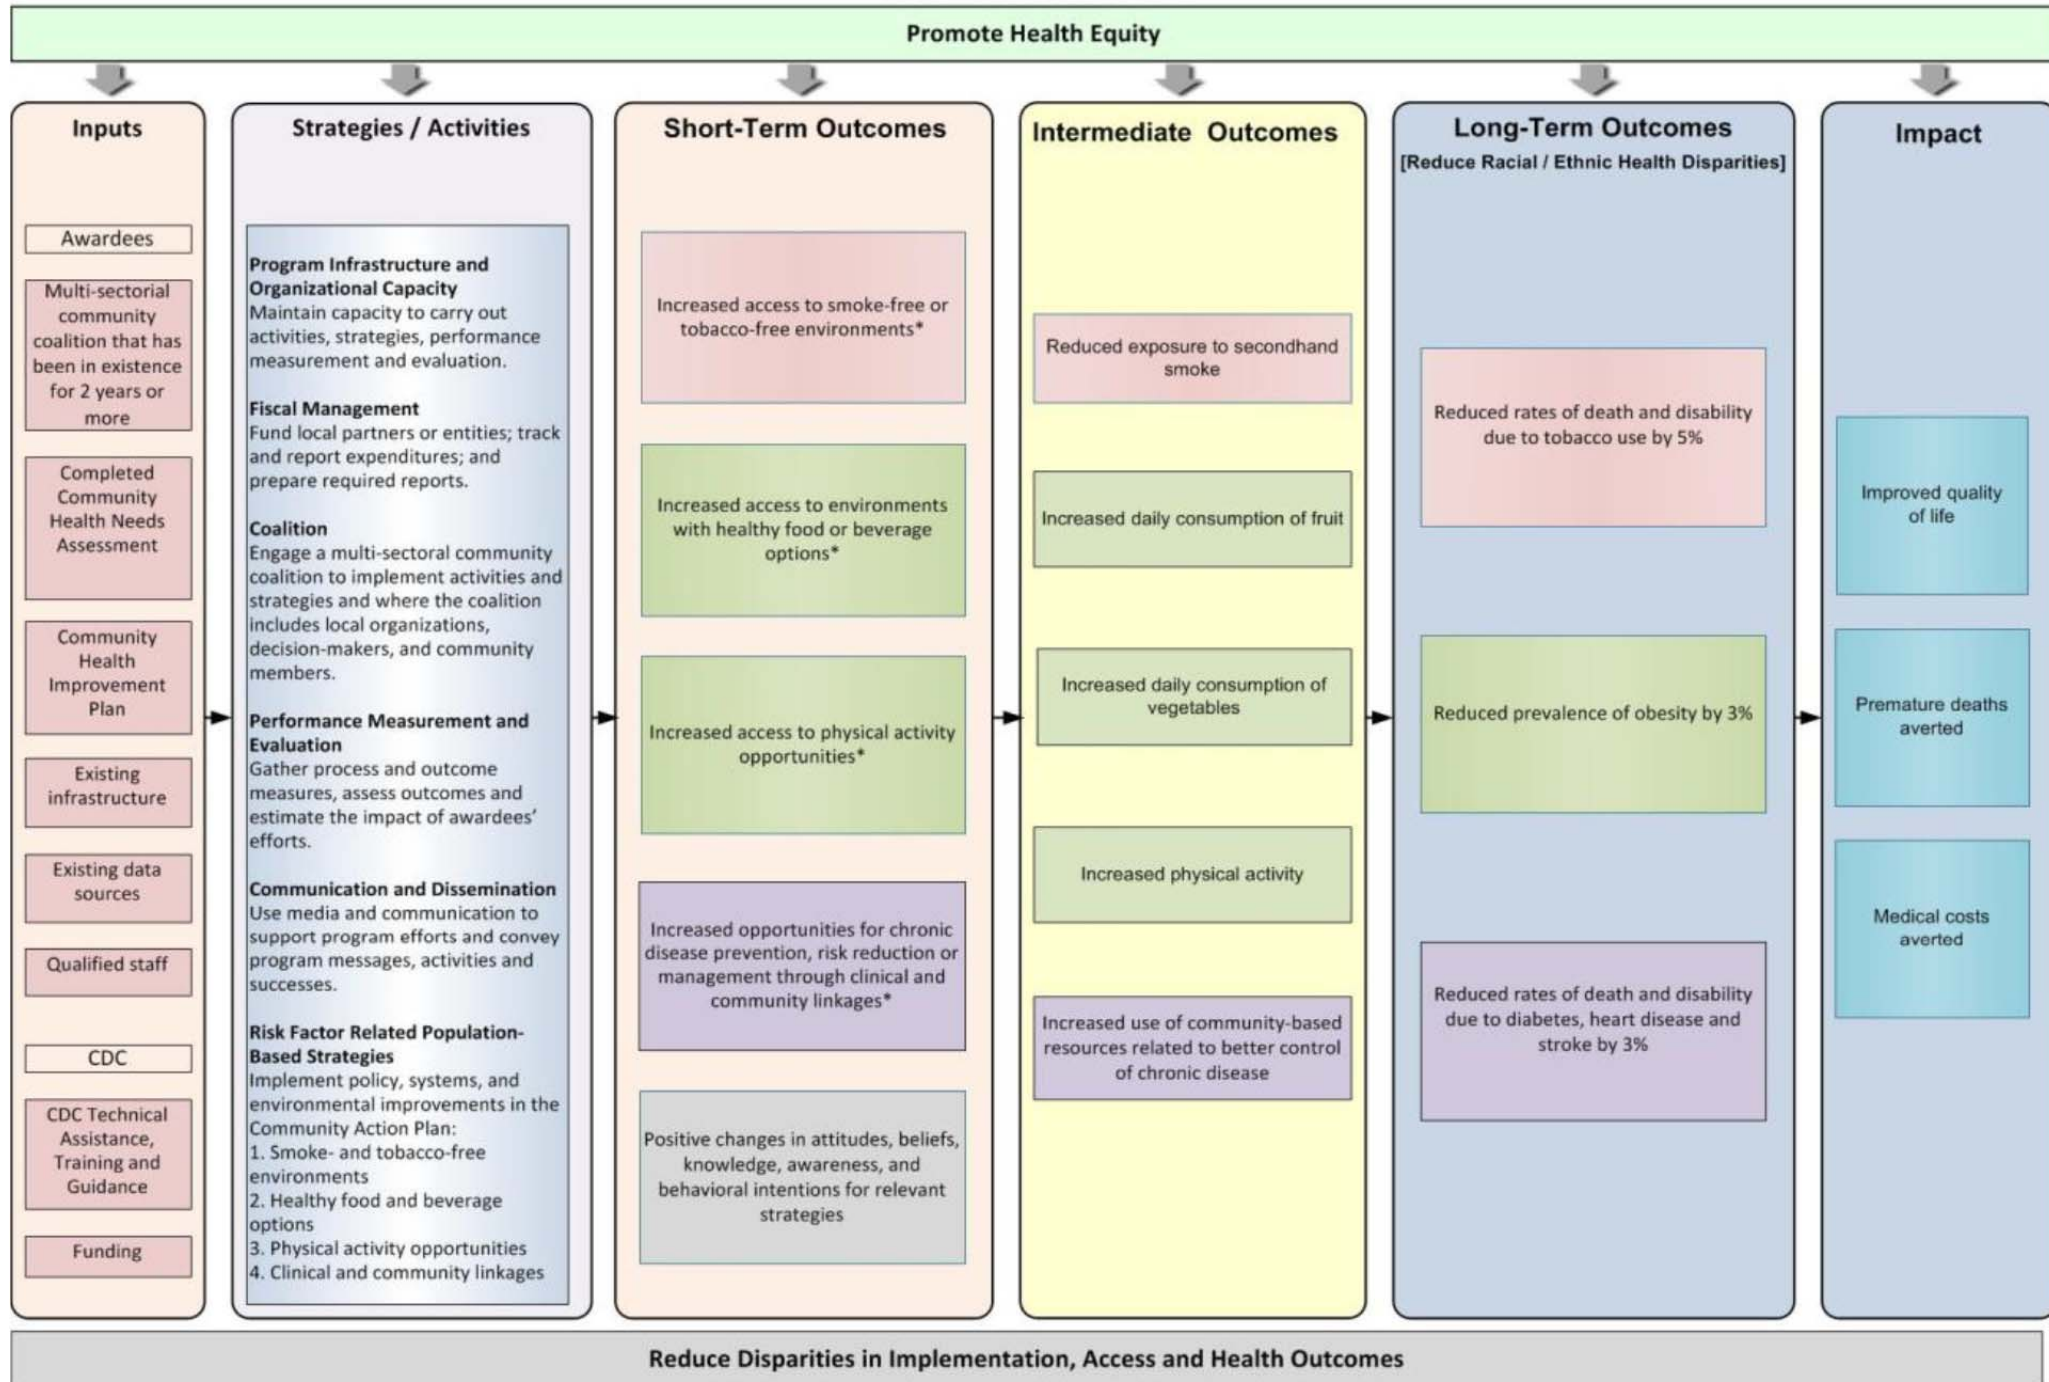 Promote Health Equity
Inputs
Awardees
Multi-sectorial
community
coalition that has
been in existence
for 2 years or
more
Completed
Community
Health Needs
Assessment
Community
Health
Improvement
Plan
Existing
infrastructure
Existing data
sources
Qualified staff
CDC
CDC Technical
Assistance,
Training and
Guidance
Funding
Strategies / Activities
Program Infrastructure and
Organizational Capacity
Maintain capacity to carry out
activities, strategies, performance
measurement and evaluation.
Fiscal Management
Fund local partners or entities; track
and report expenditures; and
prepare required reports.
Coalition
Engage a multi-sectoral community
coalition to implement activities and
strategies and where the coalition
includes local organizations,
decision-makers, and community
members.
Performance Measurement and
Evaluation
Gather process and outcome
measures, assess outcomes and
estimate the impact of awardees’
efforts.
Communication and Dissemination
Use media and communication to
support program efforts and convey
program messages, activities and
successes.
Risk Factor Related Population-
Based Strategies
Implement policy, systems, and
environmental improvements in the
Community Action Plan:
1. Smoke- and tobacco-free
environments
2. Healthy food and beverage
options
3. Physical activity opportunities
4. Clinical and community linkages
Short-Term Outcomes
Increased access to smoke-free or
tobacco-free environments*
Increased access to environments
with healthy food or beverage
options*
Increased access to physical activity
opportunities*
Increased opportunities for chronic
disease prevention, risk reduction or
management through clinical and
community linkages*
Positive changes in attitudes, beliefs,
knowledge, awareness, and
behavioral intentions for relevant
strategies
Intermediate Outcomes
Reduced exposure to secondhand
smoke
Increased daily consumption of fruit
Increased daily consumption of
vegetables
Increased physical activity
Increased use of community-based
resources related to better control
of chronic disease
Long-Term Outcomes
[Reduce Racial / Ethnic Health Disparities]
Reduced rates of death and disability
due to tobacco use by 5%
Reduced prevalence of obesity by 3%
Reduced rates of death and disability
due to diabetes, heart disease and
stroke by 3%
Impact
Improved quality
of life
Premature deaths
averted
Medical costs
averted
Reduce Disparities in Implementation, Access and Health Outcomes